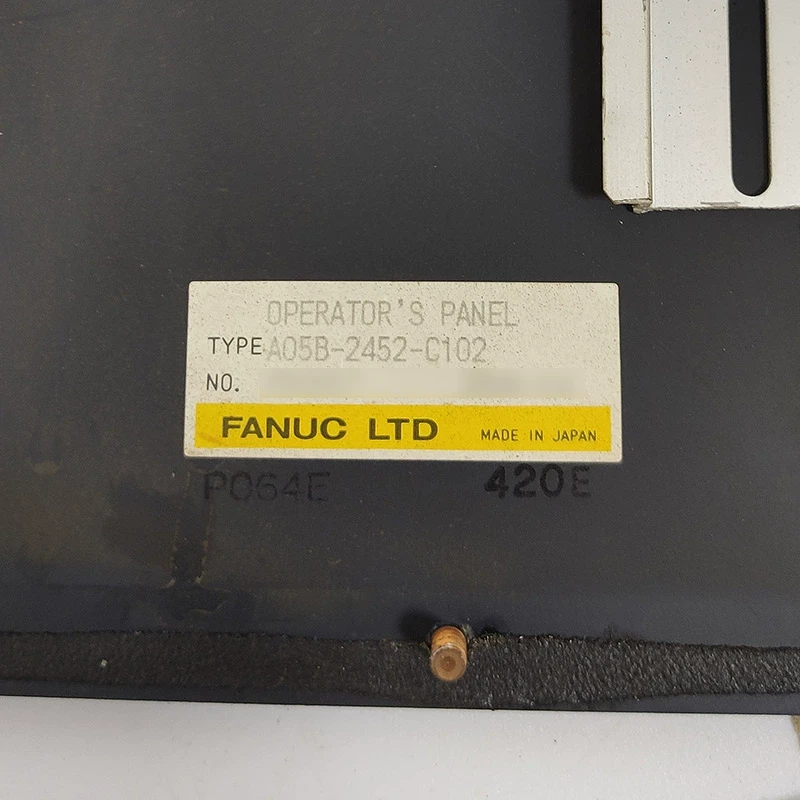 OPERATOR'S PANEL
TYPE A05B-2452-C102
NO.
FANUC LTD MADE IN JAPAN
P064E 420E